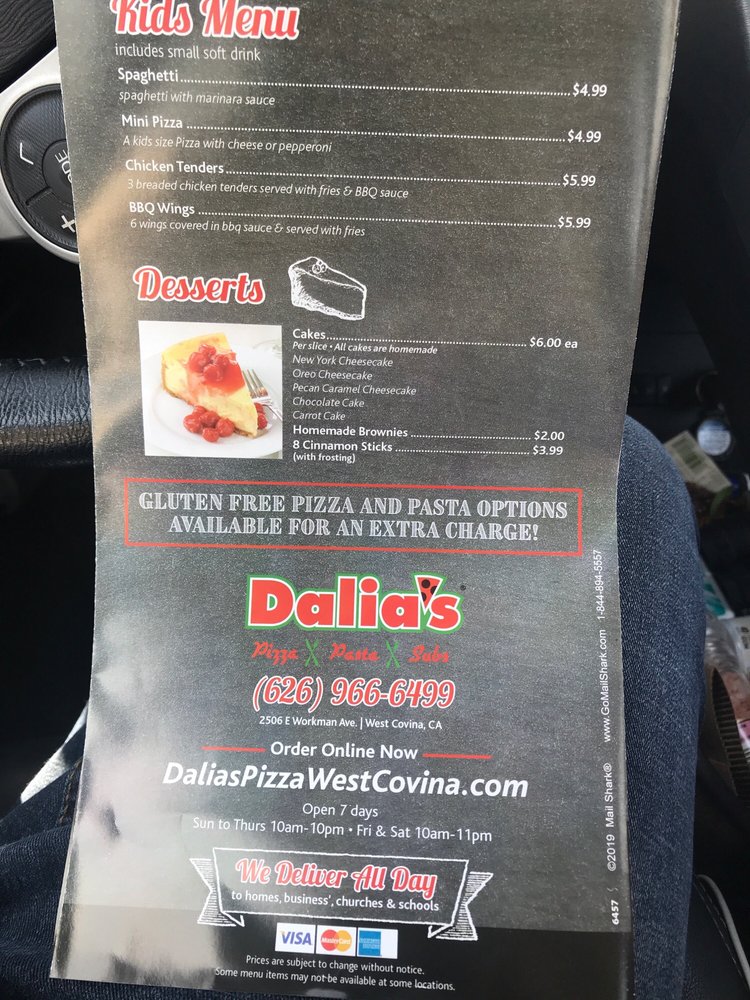 Kids Menu
includes small soft drink
Spaghetti $4.99
spaghetti with marinara sauce
Mini Pizza $4.99
A kids size Pizza with cheese or pepperoni
Chicken Tenders $5.99
3 breaded chicken tenders served with fries & BBQ sauce
BBQ Wings $5.99
6 wings covered in bbq sauce & served with fries
Desserts
Cakes $6.00 ea
Per slice • All cakes are homemade
New York Cheesecake
Oreo Cheesecake
Pecan Caramel Cheesecake
Chocolate Cake
Carrot Cake
Homemade Brownies $2.00
8 Cinnamon Sticks $3.99
(with frosting)
GLUTEN FREE PIZZA AND PASTA OPTIONS
AVAILABLE FOR AN EXTRA CHARGE!
Dalia's
Pizza Pasta Subs
(626) 966-6499
2506 E Workman Ave. | West Covina, CA
Order Online Now
DaliasPizzaWestCovina.com
Open 7 days
Sun to Thurs 10am-10pm • Fri & Sat 10am-11pm
We Deliver All Day
to homes, business', churches & schools
VISA MasterCard
Prices are subject to change without notice.
Some menu items may not be available at some locations.
6457 ©2019 Mail Shark® www.GoMailShark.com 1-844-894-5557